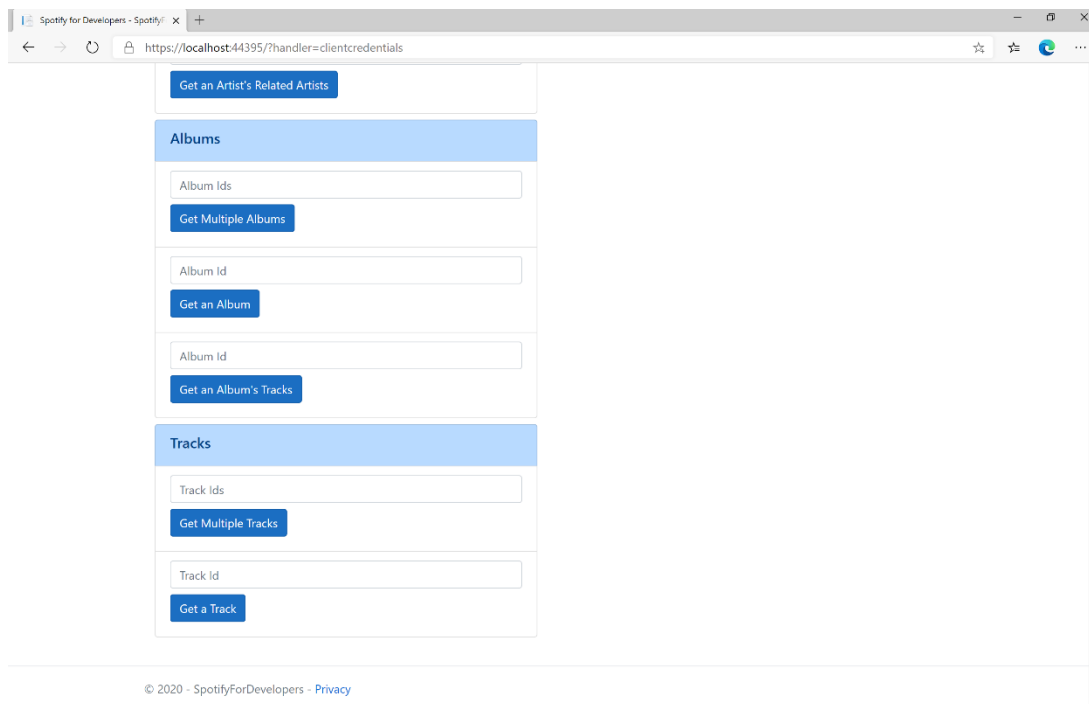 Spotify for Developers - SpotifyF
https://localhost:44395/?handler=clientcredentials
Get an Artist's Related Artists
Albums
Album Ids
Get Multiple Albums
Album Id
Get an Album
Album Id
Get an Album's Tracks
Tracks
Track Ids
Get Multiple Tracks
Track Id
Get a Track
© 2020 - SpotifyForDevelopers - Privacy